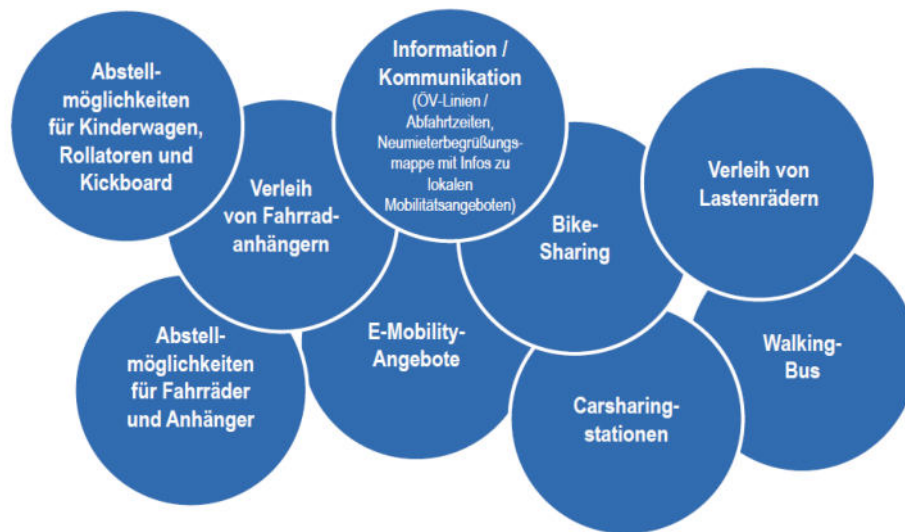 Abstell-
möglichkeiten
für Kinderwagen,
Rollatoren und
Kickboard
Verleih
von Fahrrad-
anhängern
Information /
Kommunikation
(ÖV-Linien /
Abfahrtzeiten,
Neumieterbegrüßungs-
mappe mit Infos zu
lokalen
Mobilitätsangeboten)
Bike-
Sharing
Verleih von
Lastenrädern
Abstell-
möglichkeiten
für Fahrräder
und Anhänger
E-Mobility-
Angebote
Carsharing-
stationen
Walking-
Bus